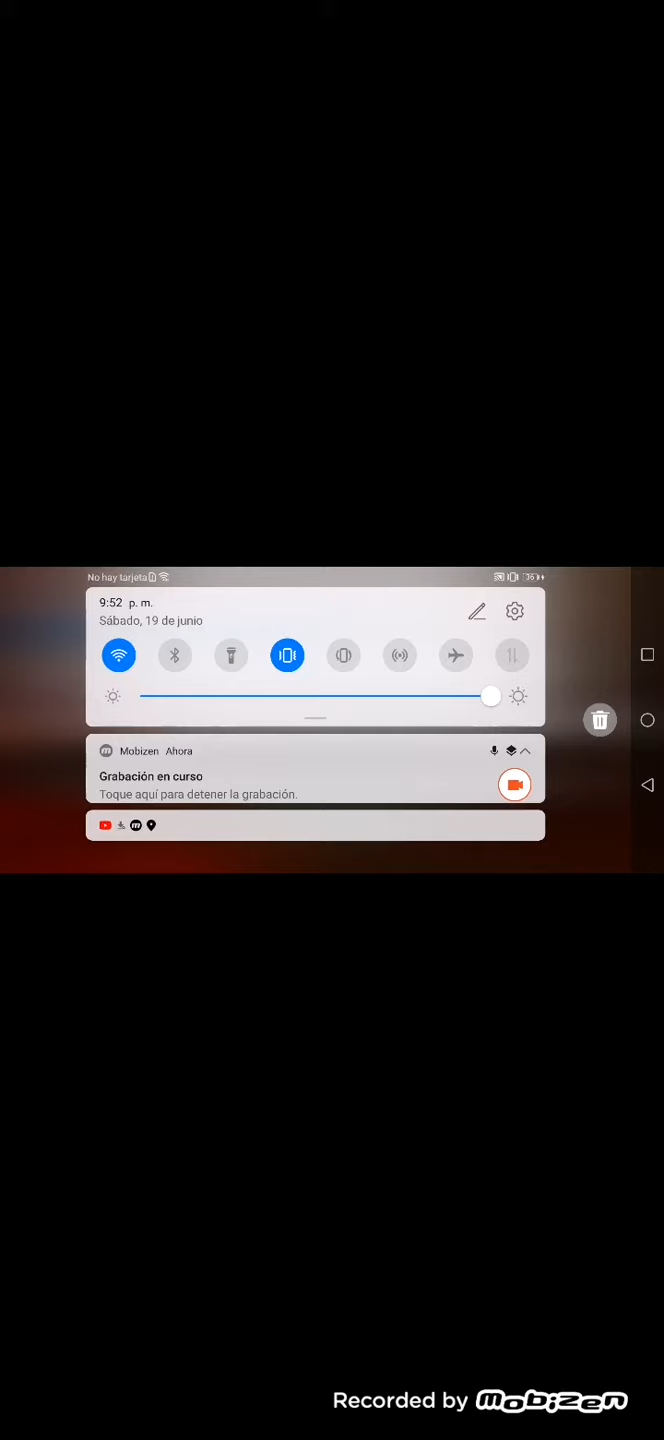 No hay tarjeta
36
9:52 p. m.
Sábado, 19 de junio
Mobizen Ahora
Grabación en curso
Toque aquí para detener la grabación.
Recorded by mobizen